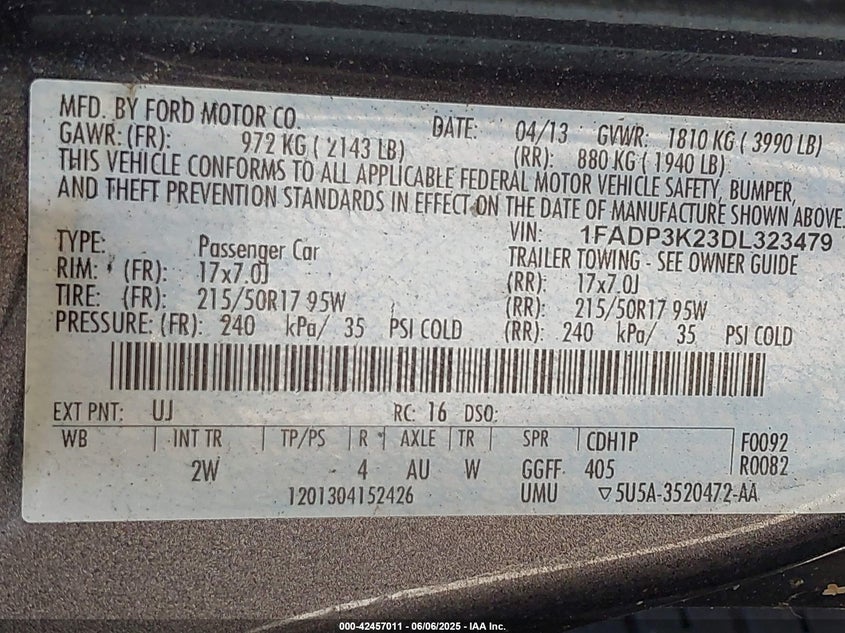 MFD. BY FORD MOTOR CO.
DATE: 04/13 GVWR: 1810 KG ( 3990 LB)
GAWR: (FR): 972 KG ( 2143 LB) (RR): 880 KG ( 1940 LB)
THIS VEHICLE CONFORMS TO ALL APPLICABLE FEDERAL MOTOR VEHICLE SAFETY, BUMPER,
AND THEFT PREVENTION STANDARDS IN EFFECT ON THE DATE OF MANUFACTURE SHOWN ABOVE.
VIN: 1FADP3K23DL323479
TYPE: Passenger Car TRAILER TOWING - SEE OWNER GUIDE
RIM: (FR): 17x7.0J (RR): 17x7.0J
TIRE: (FR): 215/50R17 95W (RR): 215/50R17 95W
PRESSURE: (FR): 240 kPa/ 35 PSI COLD (RR): 240 kPa/ 35 PSI COLD
EXT PNT: UJ RC: 16 DSO:
WB INT TR TP/PS R AXLE TR SPR CDH1P F0092
2W 4 AU W GGFF 405 R0082
1201304152426 UMU ▽5U5A-3520472-AA
000-42457011 - 06/06/2025 - IAA Inc.